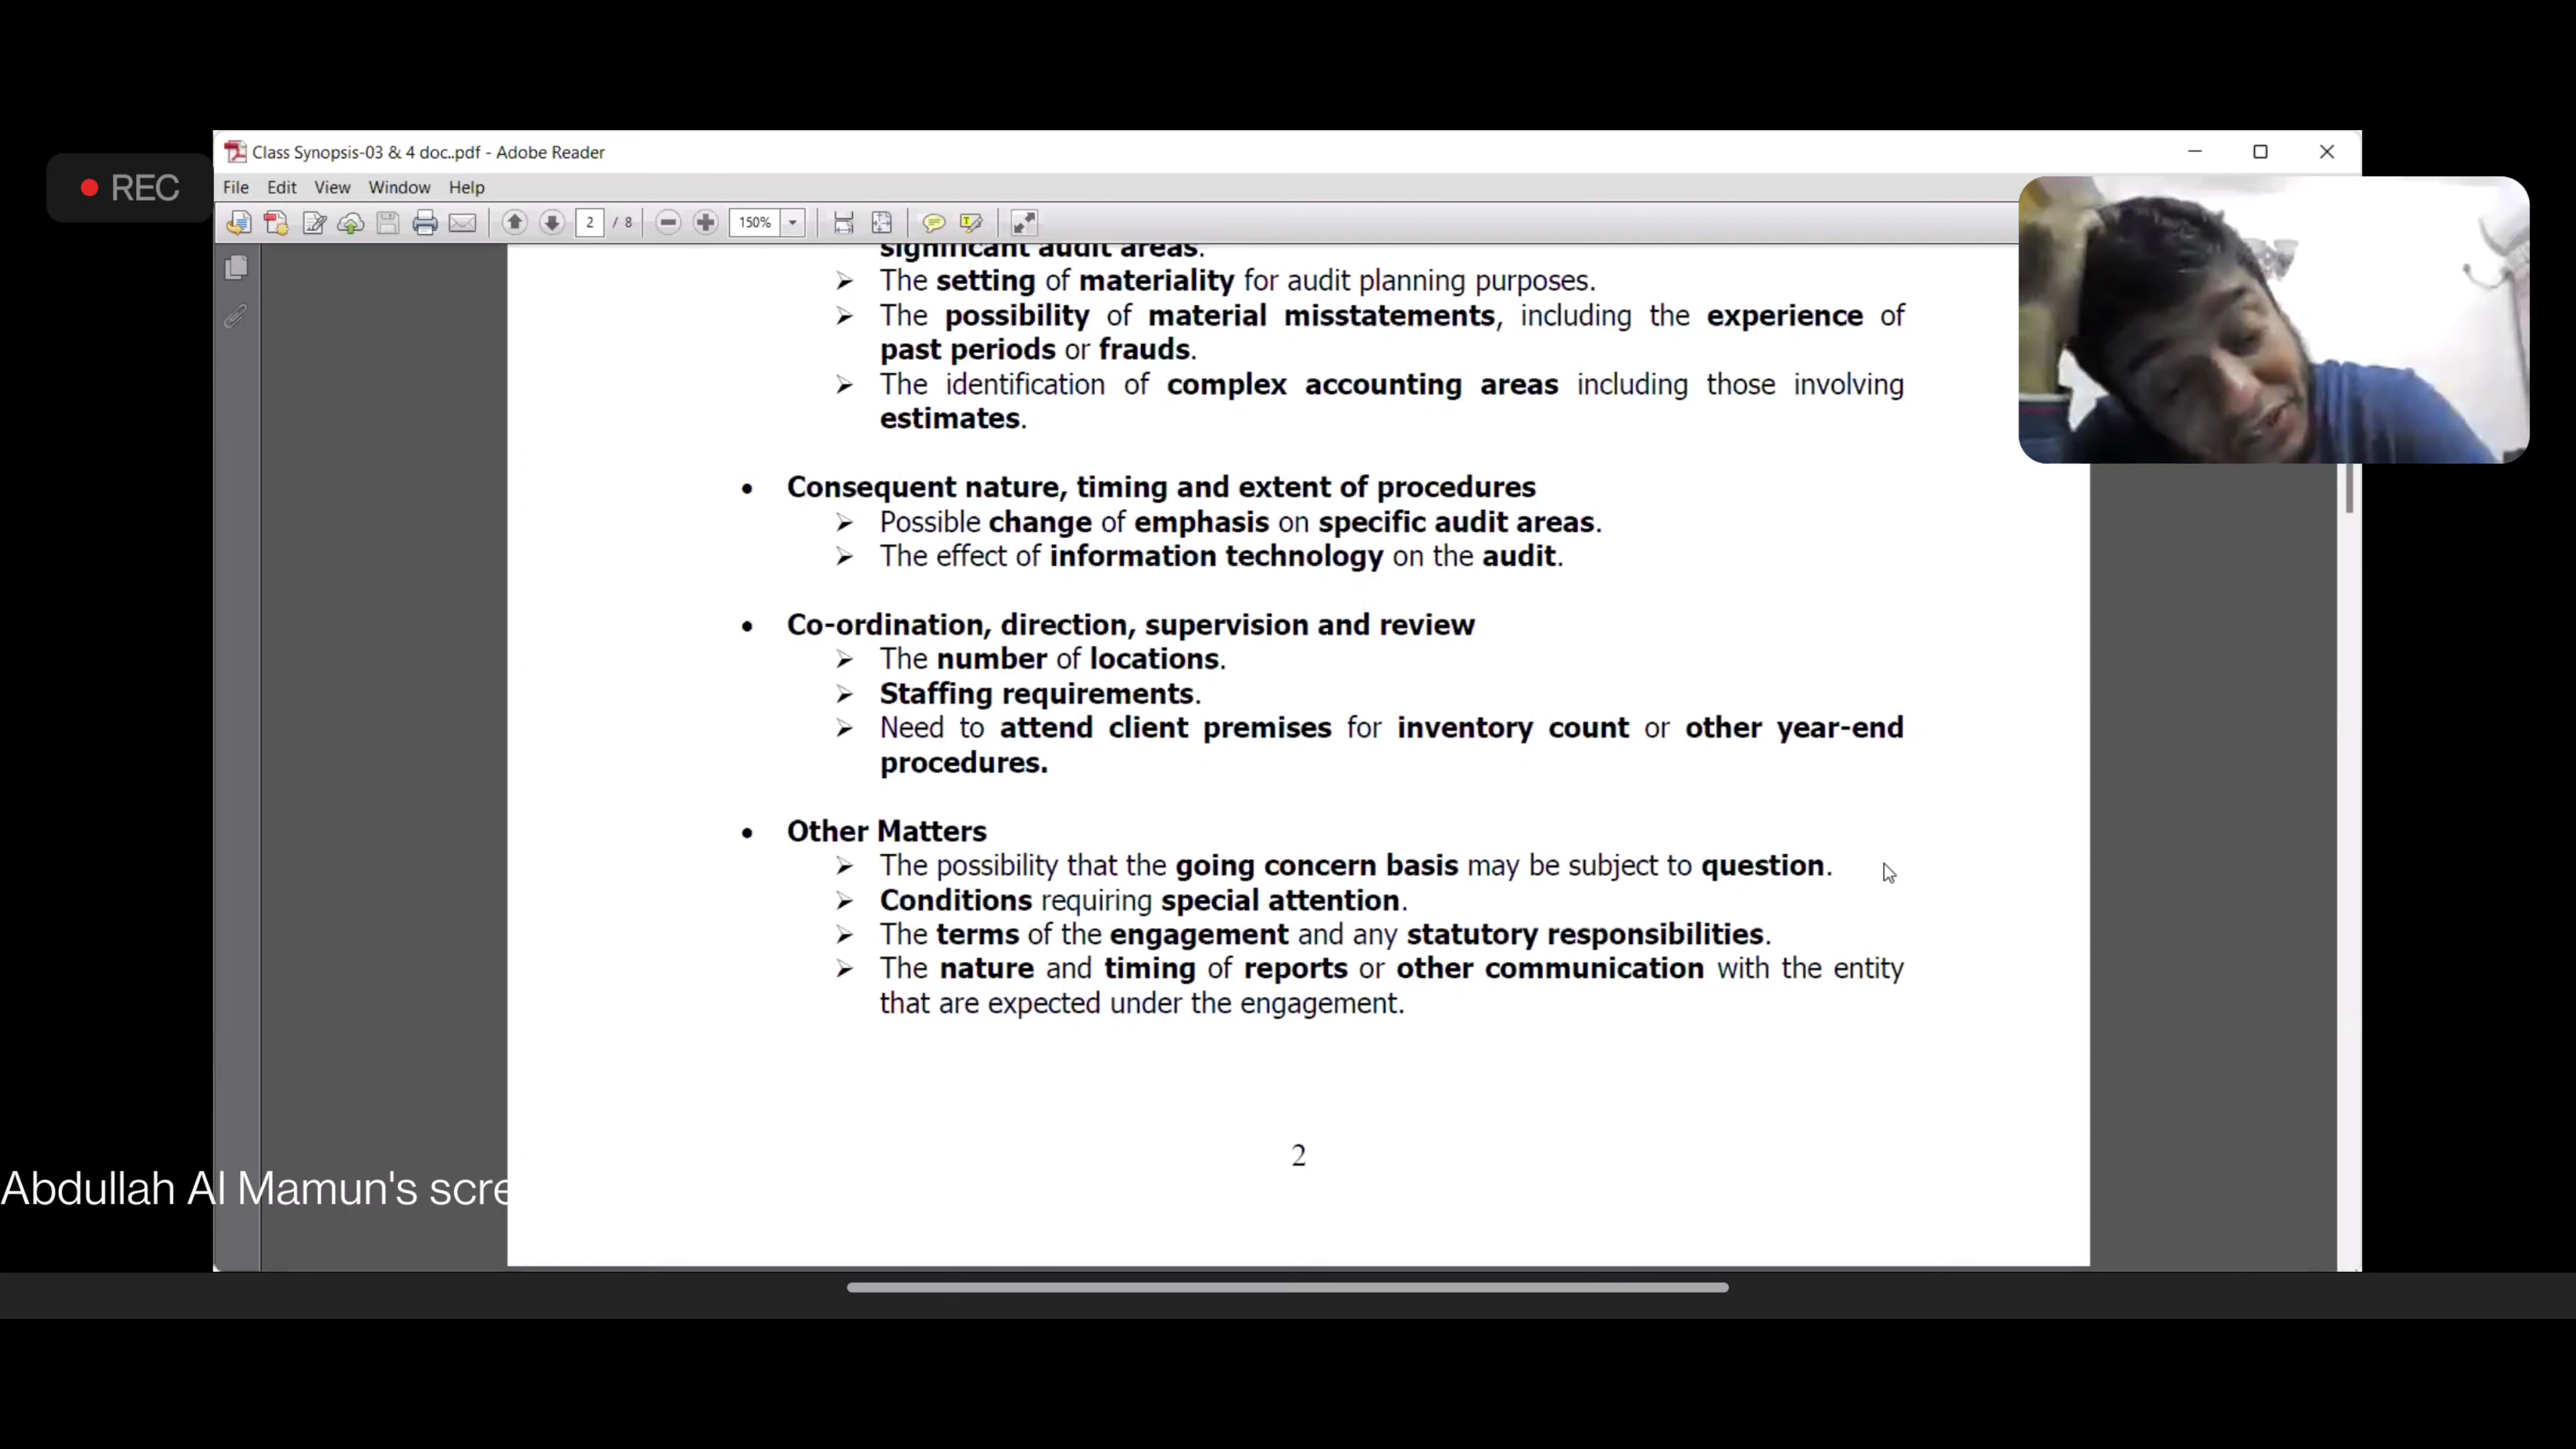 Class Synopsis-03 & 4 doc..pdf - Adobe Reader
REC
File Edit View Window Help
2 / 8 150%
significant audit areas.
➢ The setting of materiality for audit planning purposes.
➢ The possibility of material misstatements, including the experience of
past periods or frauds.
➢ The identification of complex accounting areas including those involving
estimates.
• Consequent nature, timing and extent of procedures
➢ Possible change of emphasis on specific audit areas.
➢ The effect of information technology on the audit.
• Co-ordination, direction, supervision and review
➢ The number of locations.
➢ Staffing requirements.
➢ Need to attend client premises for inventory count or other year-end
procedures.
• Other Matters
➢ The possibility that the going concern basis may be subject to question.
➢ Conditions requiring special attention.
➢ The terms of the engagement and any statutory responsibilities.
➢ The nature and timing of reports or other communication with the entity
that are expected under the engagement.
2
Abdullah Al Mamun's scre